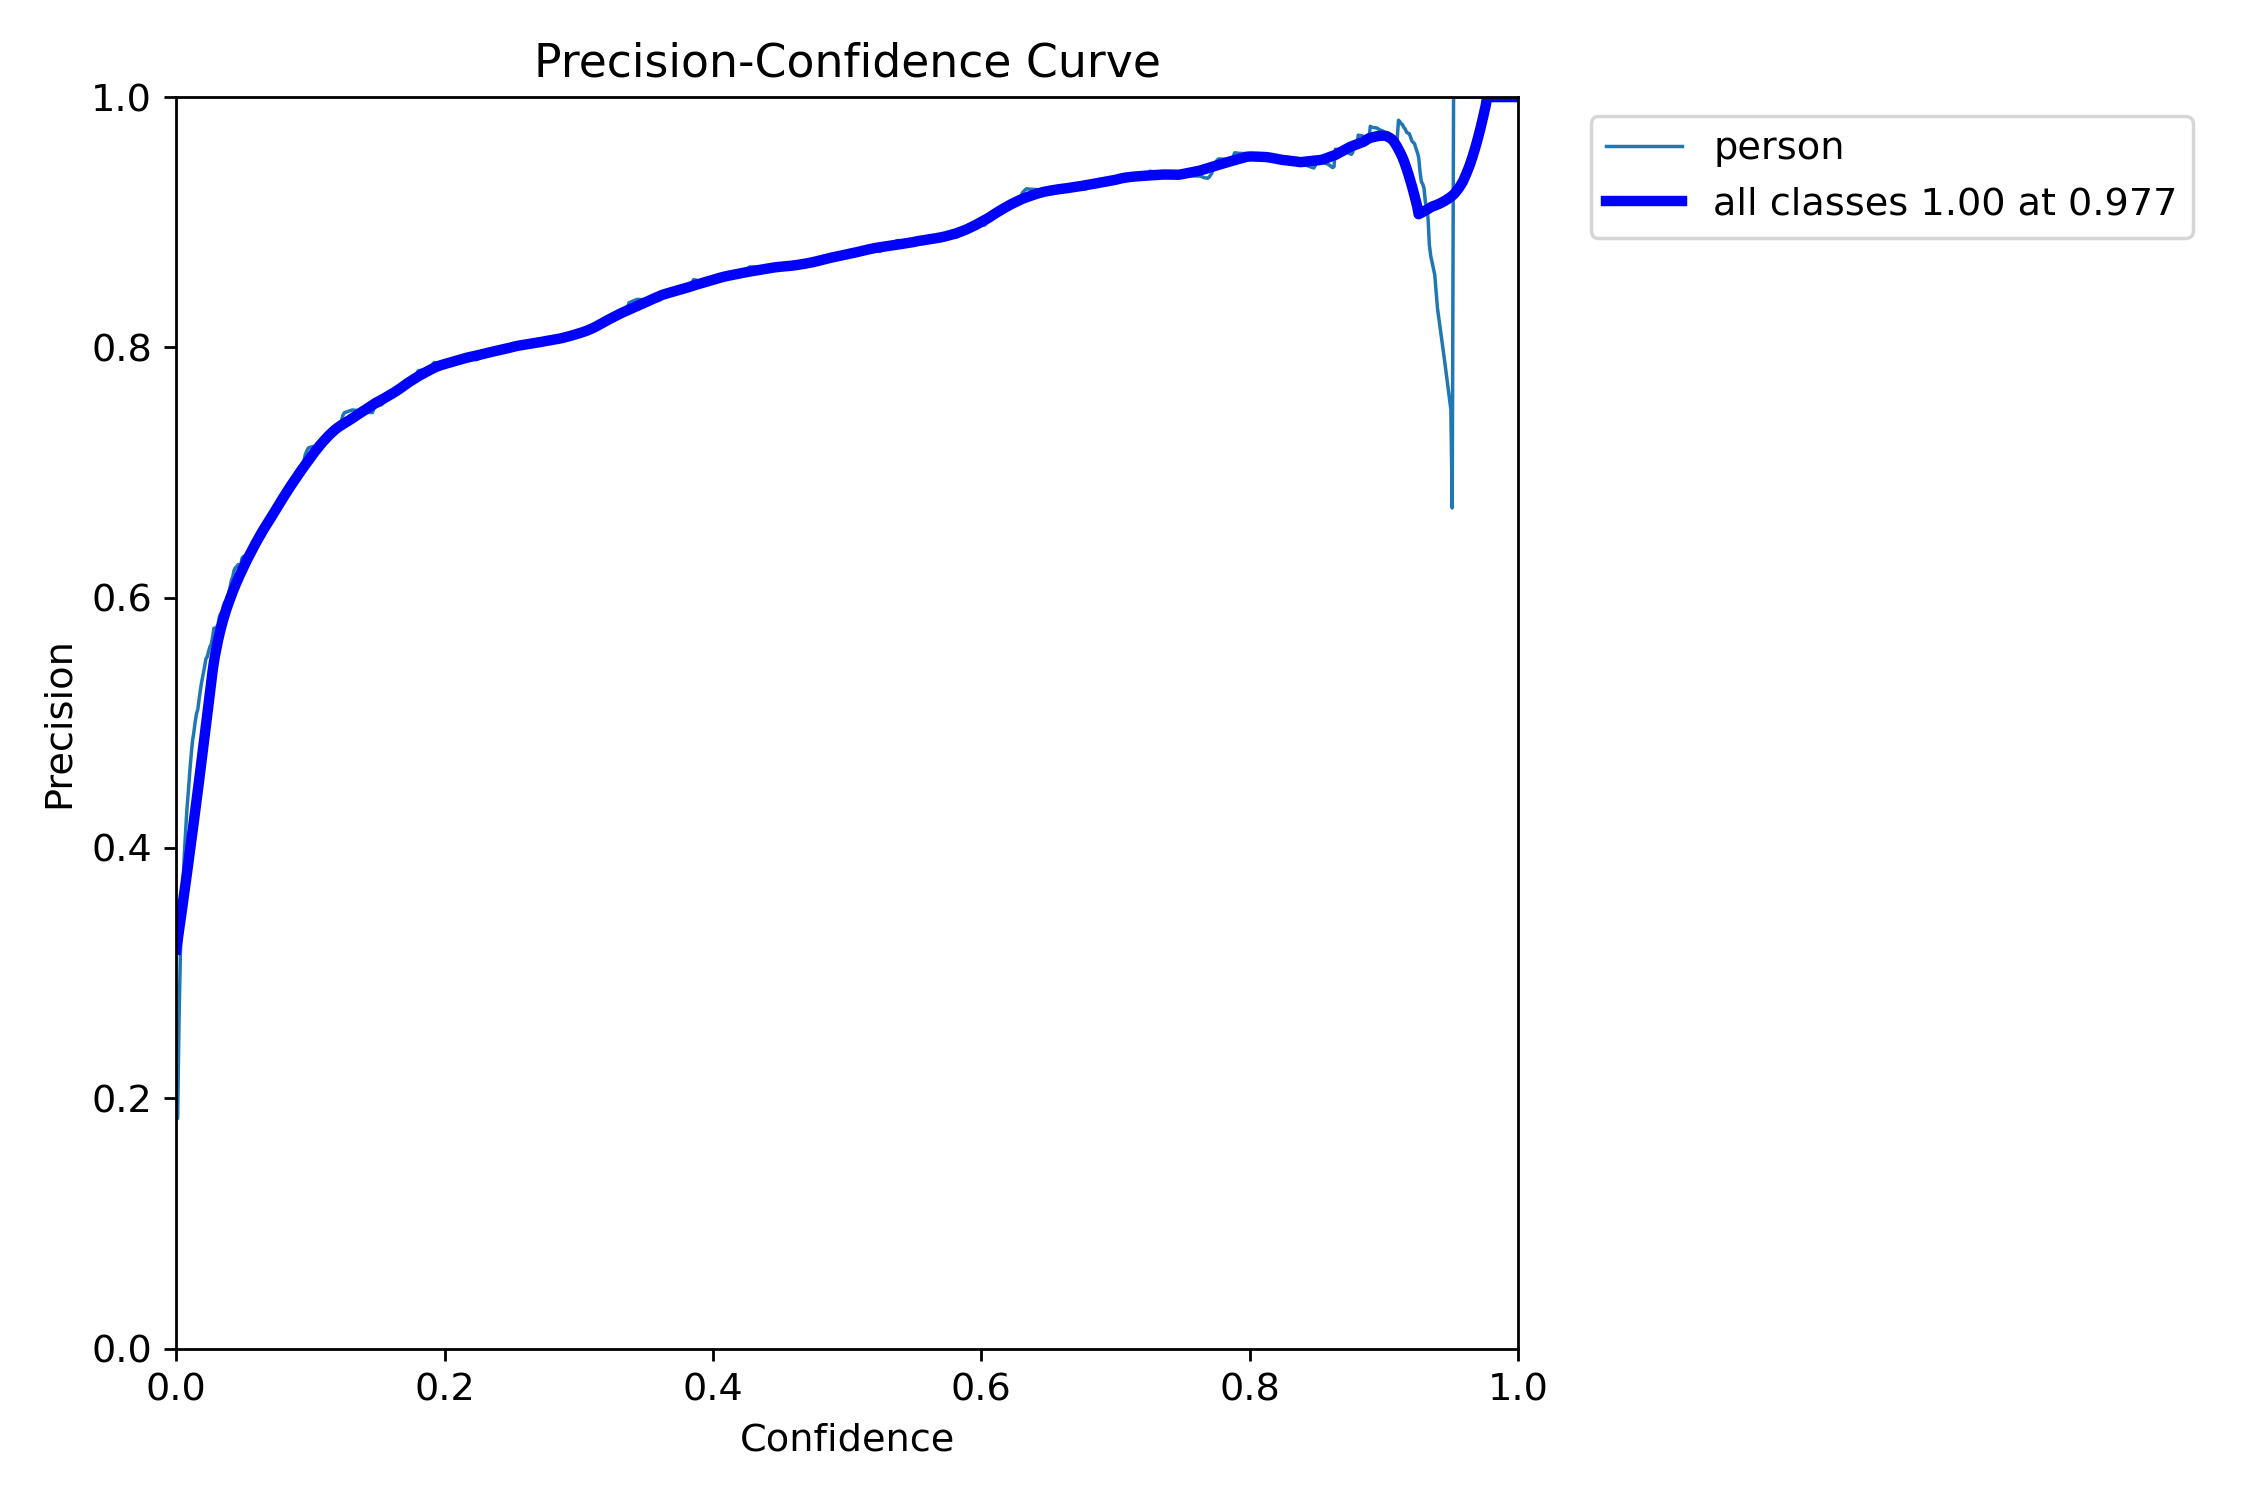 Precision-Confidence Curve
1.0
0.8
0.6
0.4
0.2
0.0
Precision
0.0 0.2 0.4 0.6 0.8 1.0
Confidence
person
all classes 1.00 at 0.977